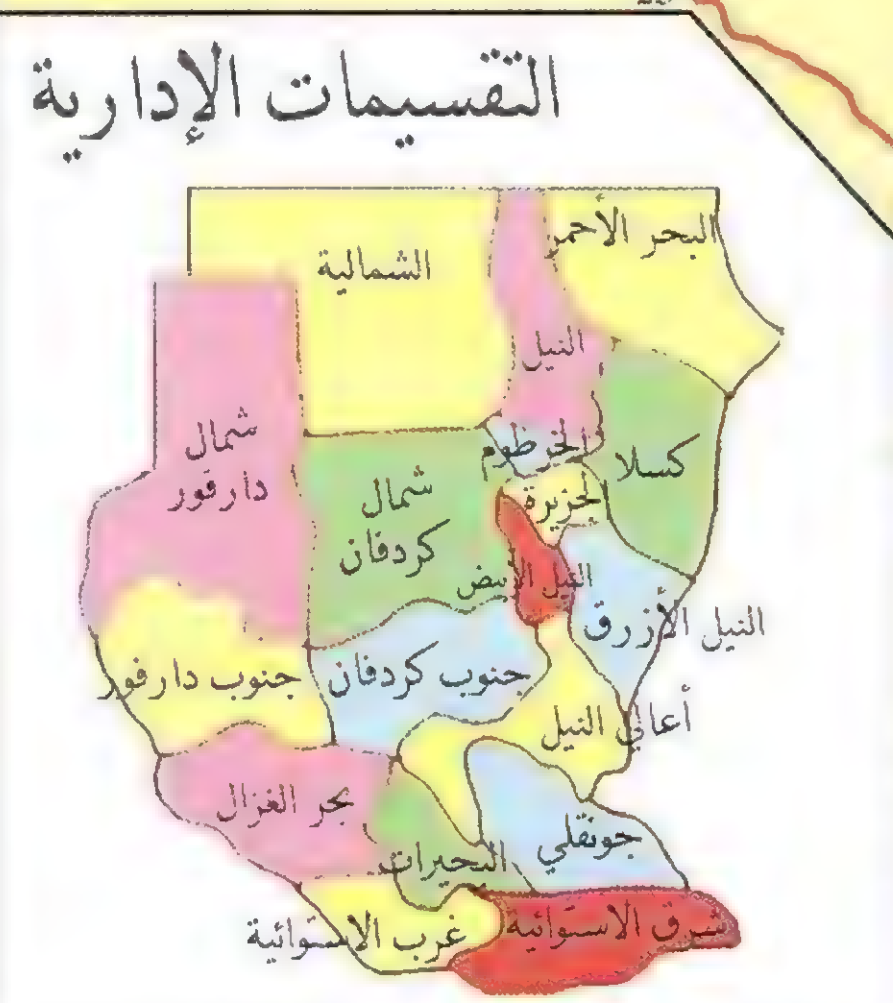 التقسيمات الإدارية
البحر الأحمر
الشمالية
النيل
شمال
دارفور
الخرطوم
كسلا
شمال
كردفان
لجزيرة
النيل الأبيض
النيل الأزرق
جنوب دارفور
جنوب كردفان
أعالي النيل
بحر الغزال
جونقلي
البحيرات
شرق الاستوائية
غرب الاستوائية